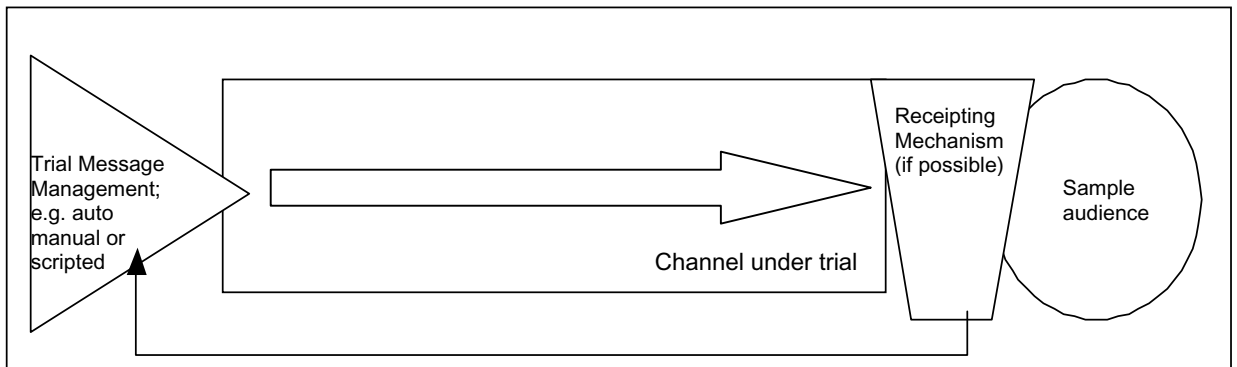 Trial Message
Management;
e.g. auto
manual or
scripted
Channel under trial
Receipting
Mechanism
(if possible)
Sample
audience